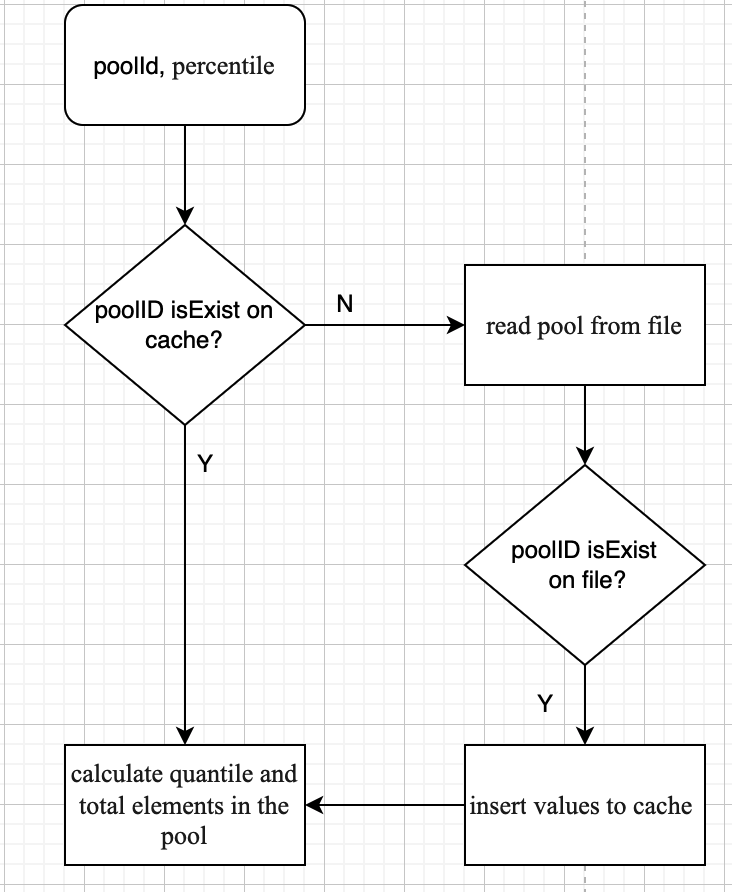 poolId, percentile
poolID isExist on
cache?
N
read pool from file
Y
poolID isExist
on file?
Y
calculate quantile and
total elements in the
pool
insert values to cache